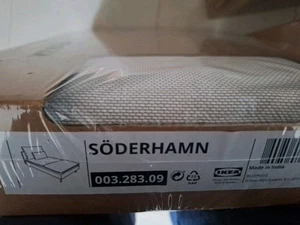 SÖDERHAMN
003.283.09
IKEA
Made in India